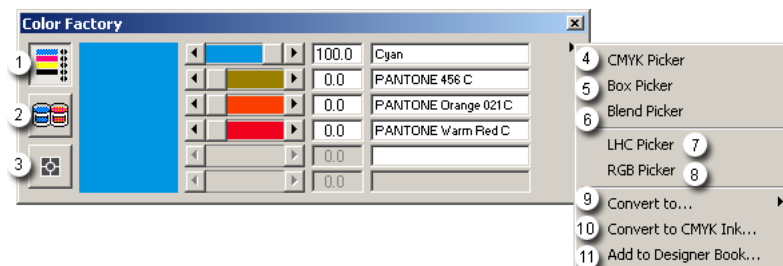 Color Factory
1
100.0 Cyan
0.0 PANTONE 456 C
2
0.0 PANTONE Orange 021 C
0.0 PANTONE Warm Red C
3
0.0
0.0
4 CMYK Picker
5 Box Picker
6 Blend Picker
LHC Picker 7
RGB Picker 8
9 Convert to...
10 Convert to CMYK Ink...
11 Add to Designer Book...